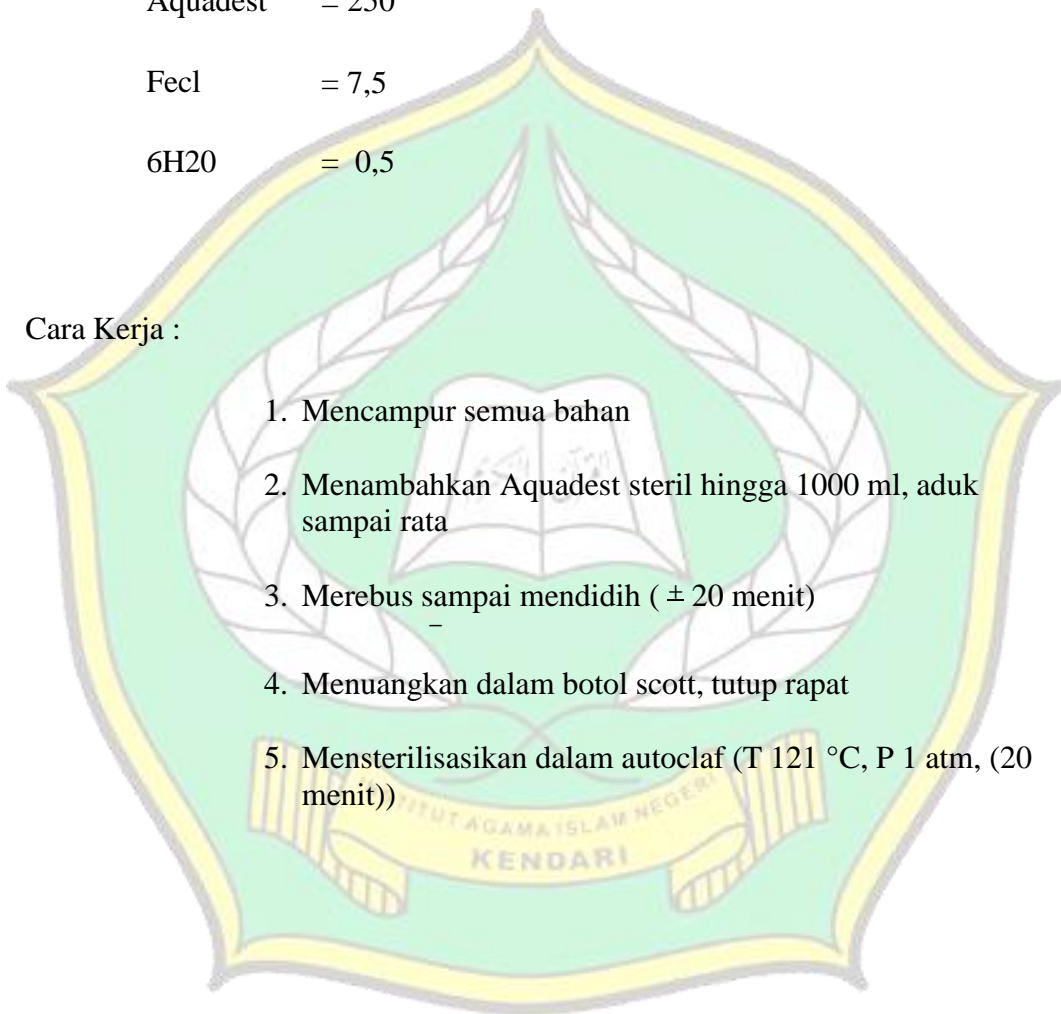 Aquadest = 250
Fecl = 7,5
6H20 = 0,5
Cara Kerja :
1. Mencampur semua bahan
2. Menambahkan Aquadest steril hingga 1000 ml, aduk
sampai rata
3. Merebus sampai mendidih ( ± 20 menit)
4. Menuangkan dalam botol scott, tutup rapat
5. Mensterilisasikan dalam autoclaf (T 121 °C, P 1 atm, (20
menit))
INSTITUT AGAMA ISLAM NEGERI
KENDARI